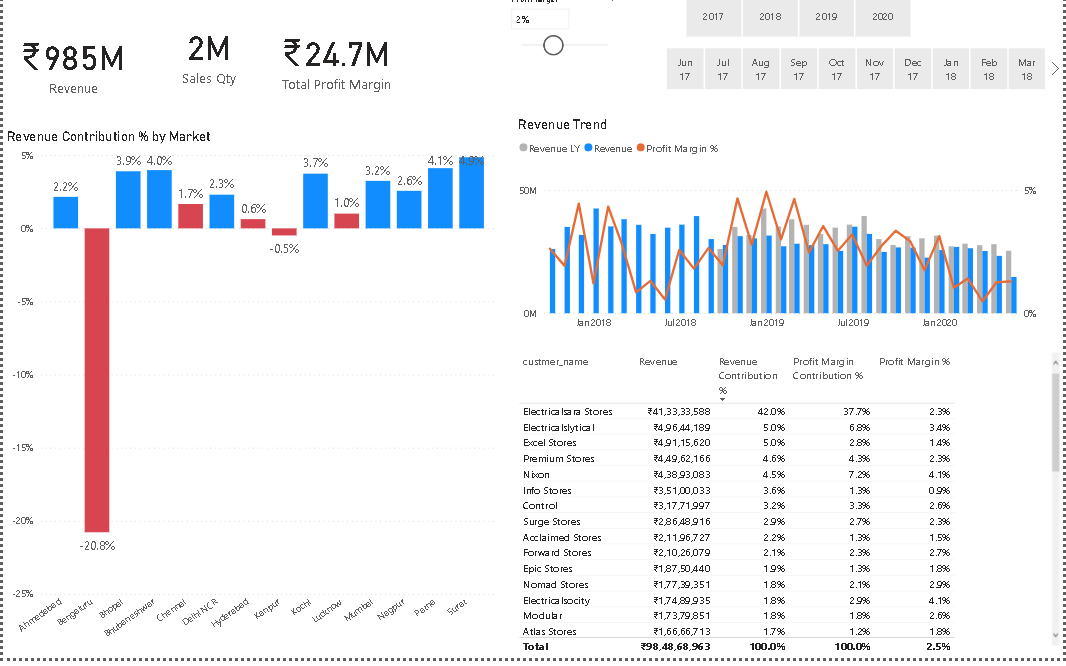 2%
2017 2018 2019 2020
Jun 17 Jul 17 Aug 17 Sep 17 Oct 17 Nov 17 Dec 17 Jan 18 Feb 18 Mar 18
₹985M
Revenue
2M
Sales Qty
₹24.7M
Total Profit Margin
Revenue Contribution % by Market
5%
0%
-5%
-10%
-15%
-20%
-25%
2.2%
-20.8%
3.9%
4.0%
1.7%
2.3%
0.6%
-0.5%
3.7%
1.0%
3.2%
2.6%
4.1%
4.9%
Ahmedabad
Bengaluru
Bhopal
Bhubaneshwar
Chennai
Delhi NCR
Hyderabad
Kanpur
Kochi
Lucknow
Mumbai
Nagpur
Surat
Revenue Trend
Revenue LY Revenue Profit Margin %
50M 5%
0M 0%
Jan 2018 Jul 2018 Jan 2019 Jul 2019 Jan 2020
custmer_name Revenue Revenue Contribution % Profit Margin Contribution % Profit Margin %
Electricalsara Stores ₹41,33,33,588 42.0% 37.7% 2.3%
Electricalslytical ₹4,96,44,189 5.0% 6.8% 3.4%
Excel Stores ₹4,91,15,620 5.0% 2.8% 1.4%
Premium Stores ₹4,49,62,166 4.6% 4.3% 2.3%
Nixon ₹4,38,93,083 4.5% 7.2% 4.1%
Info Stores ₹3,51,00,033 3.6% 1.3% 0.9%
Control ₹3,17,71,997 3.2% 3.3% 2.6%
Surge Stores ₹2,86,48,916 2.9% 2.7% 2.3%
Acclaimed Stores ₹2,11,96,727 2.2% 1.3% 1.5%
Forward Stores ₹2,10,26,079 2.1% 2.3% 2.7%
Epic Stores ₹1,87,50,440 1.9% 1.3% 1.8%
Nomad Stores ₹1,77,39,351 1.8% 2.1% 2.9%
Electricalsocity ₹1,74,89,935 1.8% 2.9% 4.1%
Modular ₹1,73,79,851 1.8% 1.8% 2.6%
Atlas Stores ₹1,66,66,713 1.7% 1.2% 1.8%
Total ₹98,48,68,963 100.0% 100.0% 2.5%